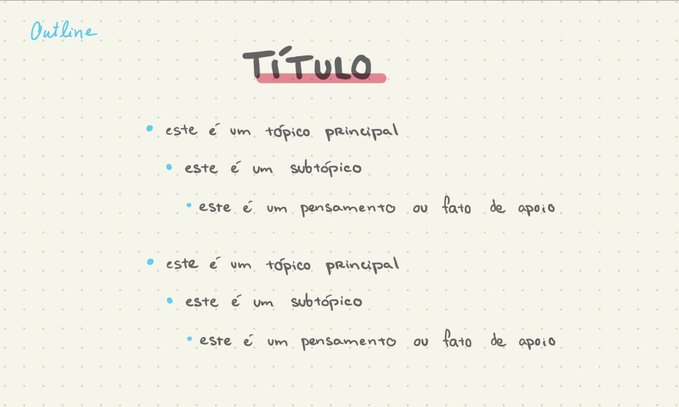 Outline
TÍTULO
este é um tópico principal
este é um subtópico
este é um pensamento ou fato de apoio
este é um tópico principal
este é um subtópico
este é um pensamento ou fato de apoio